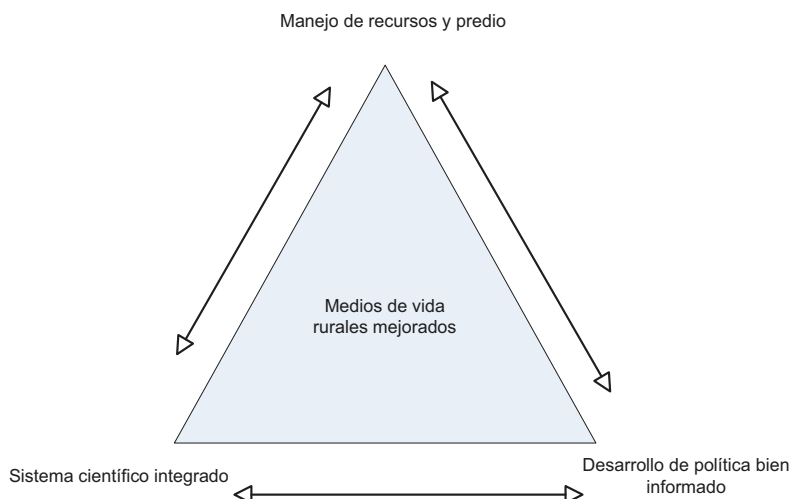 Manejo de recursos y predio
Medios de vida
rurales mejorados
Sistema científico integrado
Desarrollo de política bien
informado